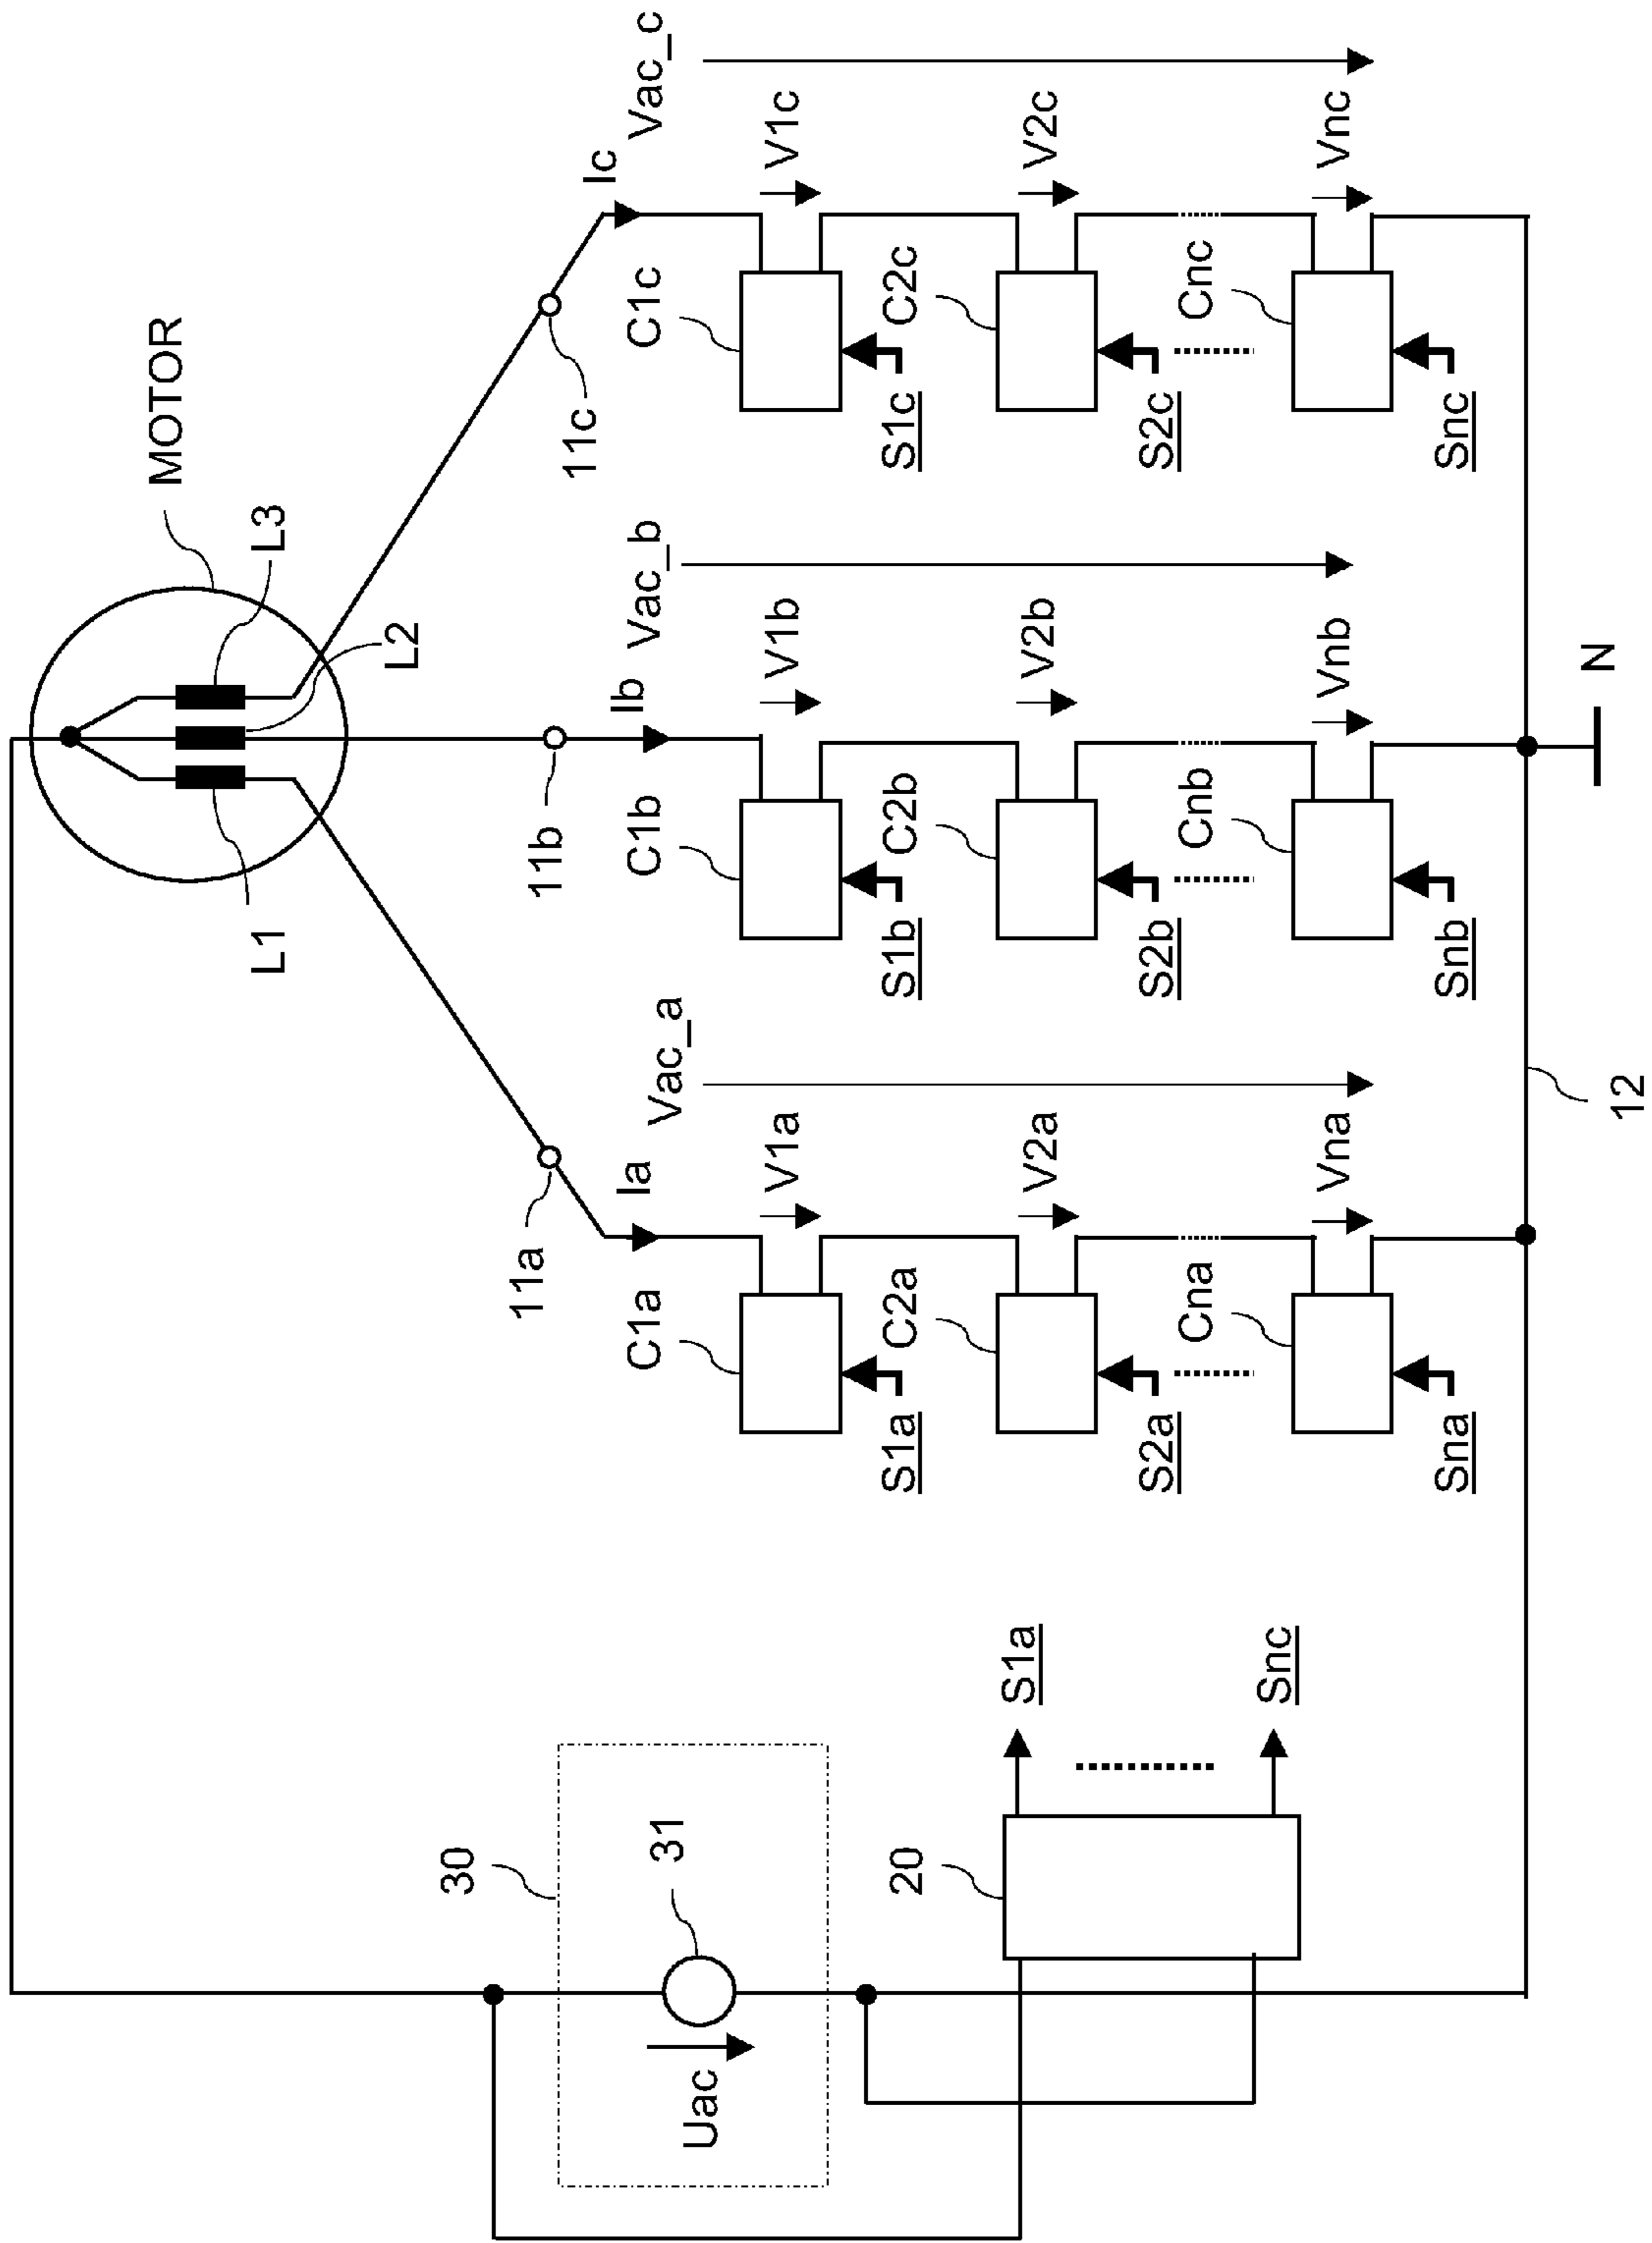 MOTOR
L3
L2
L1
11a
11b
11c
Ia
Ib
Ic
Vac_a
Vac_b
Vac_c
C1a
V1a
S1a
C2a
V2a
S2a
Cna
Vna
Sna
C1b
V1b
S1b
C2b
V2b
S2b
Cnb
Vnb
Snb
C1c
V1c
S1c
C2c
V2c
S2c
Cnc
Vnc
Snc
30
31
Uac
20
S1a
Snc
12
N